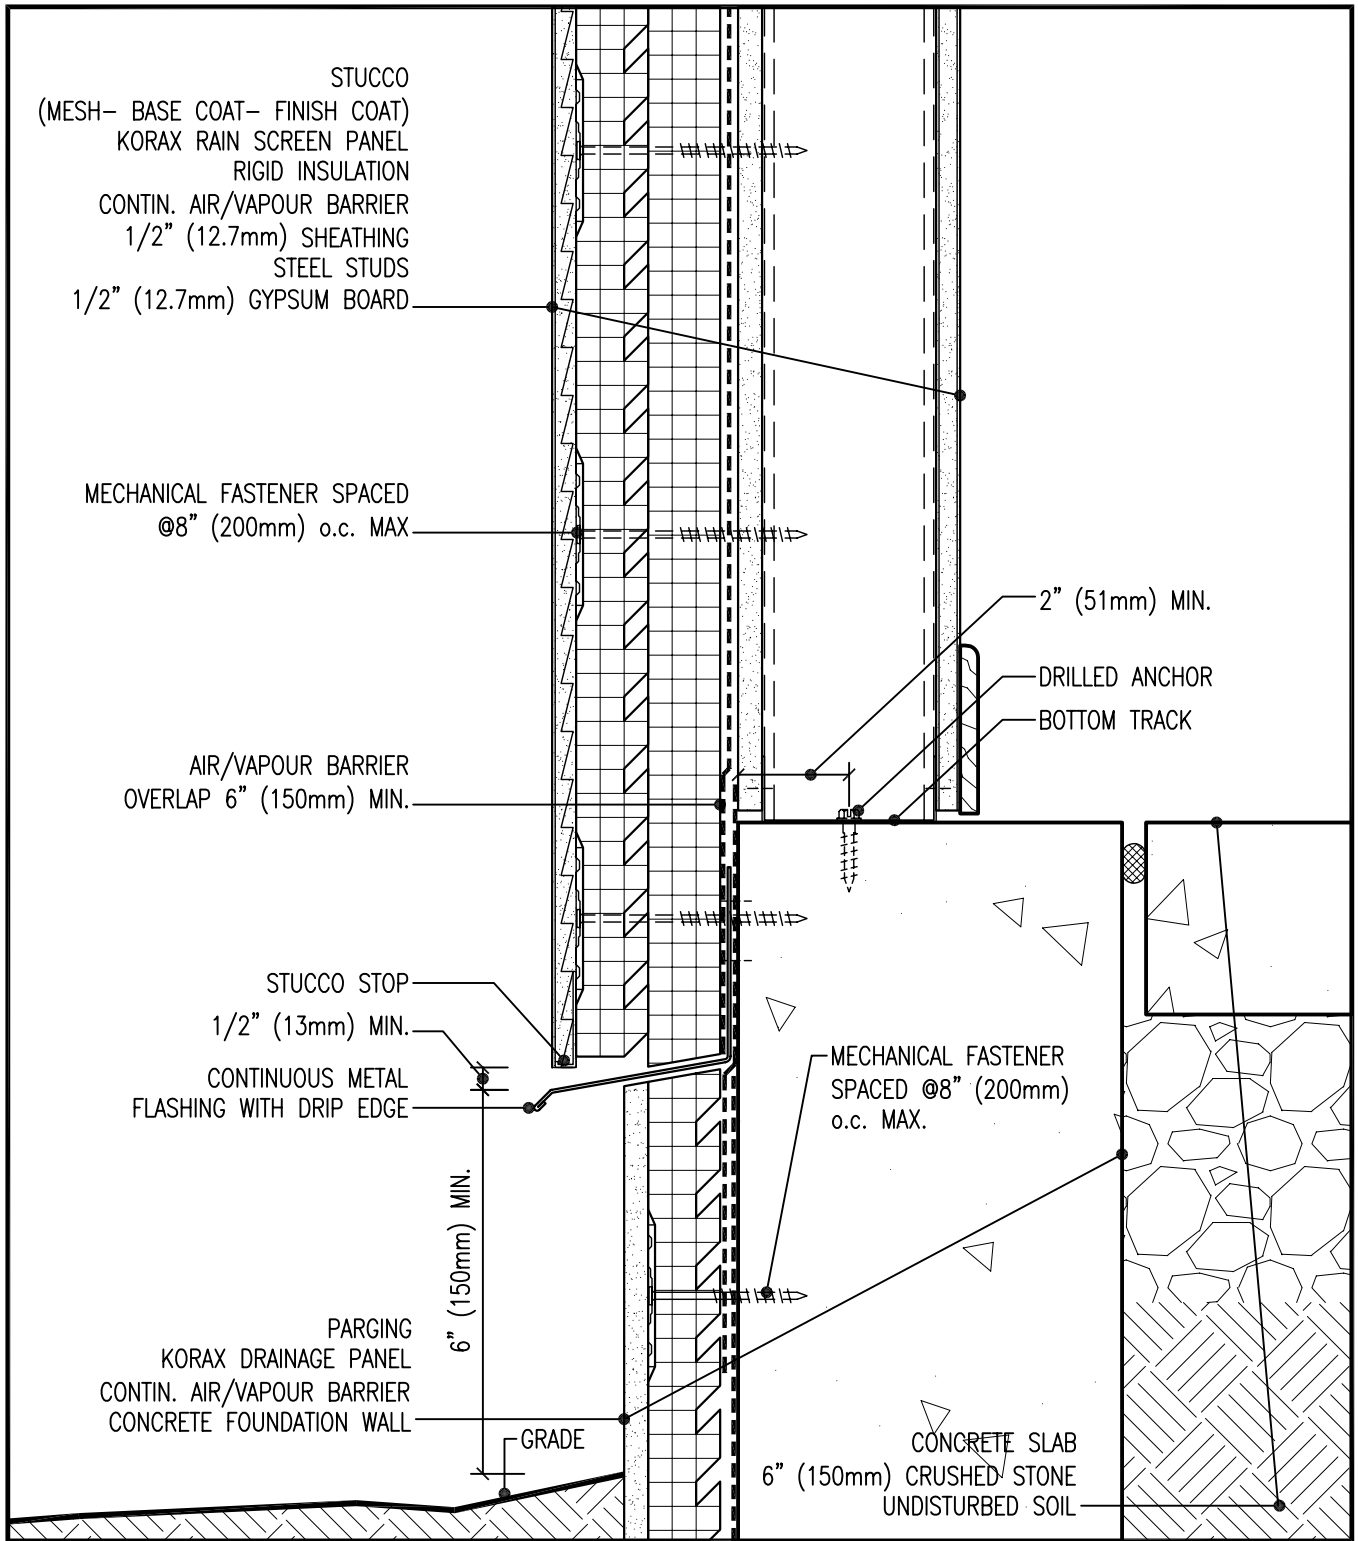 STUCCO
(MESH- BASE COAT- FINISH COAT)
KORAX RAIN SCREEN PANEL
RIGID INSULATION
CONTIN. AIR/VAPOUR BARRIER
1/2" (12.7mm) SHEATHING
STEEL STUDS
1/2" (12.7mm) GYPSUM BOARD
MECHANICAL FASTENER SPACED
@8" (200mm) o.c. MAX
2" (51mm) MIN.
DRILLED ANCHOR
BOTTOM TRACK
AIR/VAPOUR BARRIER
OVERLAP 6" (150mm) MIN.
STUCCO STOP
1/2" (13mm) MIN.
CONTINUOUS METAL
FLASHING WITH DRIP EDGE
MECHANICAL FASTENER
SPACED @8" (200mm)
o.c. MAX.
6" (150mm) MIN.
PARGING
KORAX DRAINAGE PANEL
CONTIN. AIR/VAPOUR BARRIER
CONCRETE FOUNDATION WALL
GRADE
CONCRETE SLAB
6" (150mm) CRUSHED STONE
UNDISTURBED SOIL